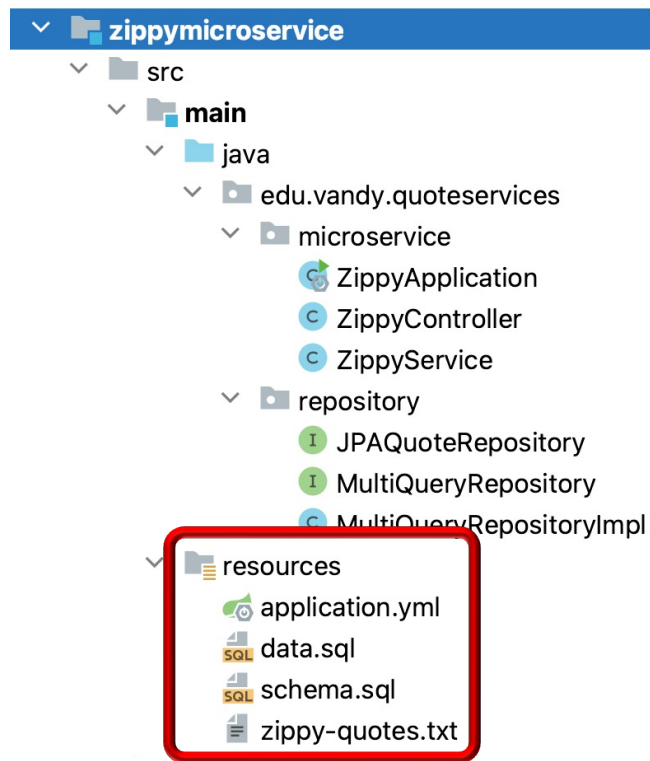 zippymicroservice
src
main
java
edu.vandy.quoteservices
microservice
ZippyApplication
ZippyController
ZippyService
repository
JPAQuoteRepository
MultiQueryRepository
MultiQueryRepositoryImpl
resources
application.yml
data.sql
schema.sql
zippy-quotes.txt